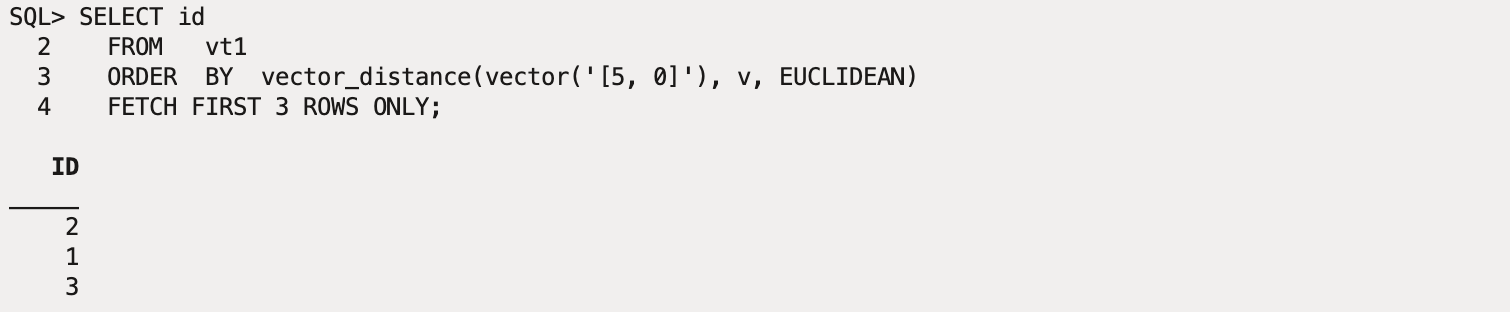 SQL> SELECT id
  2    FROM   vt1
  3    ORDER  BY  vector_distance(vector('[5, 0]'), v, EUCLIDEAN)
  4    FETCH FIRST 3 ROWS ONLY;
   ID
_____
    2
    1
    3